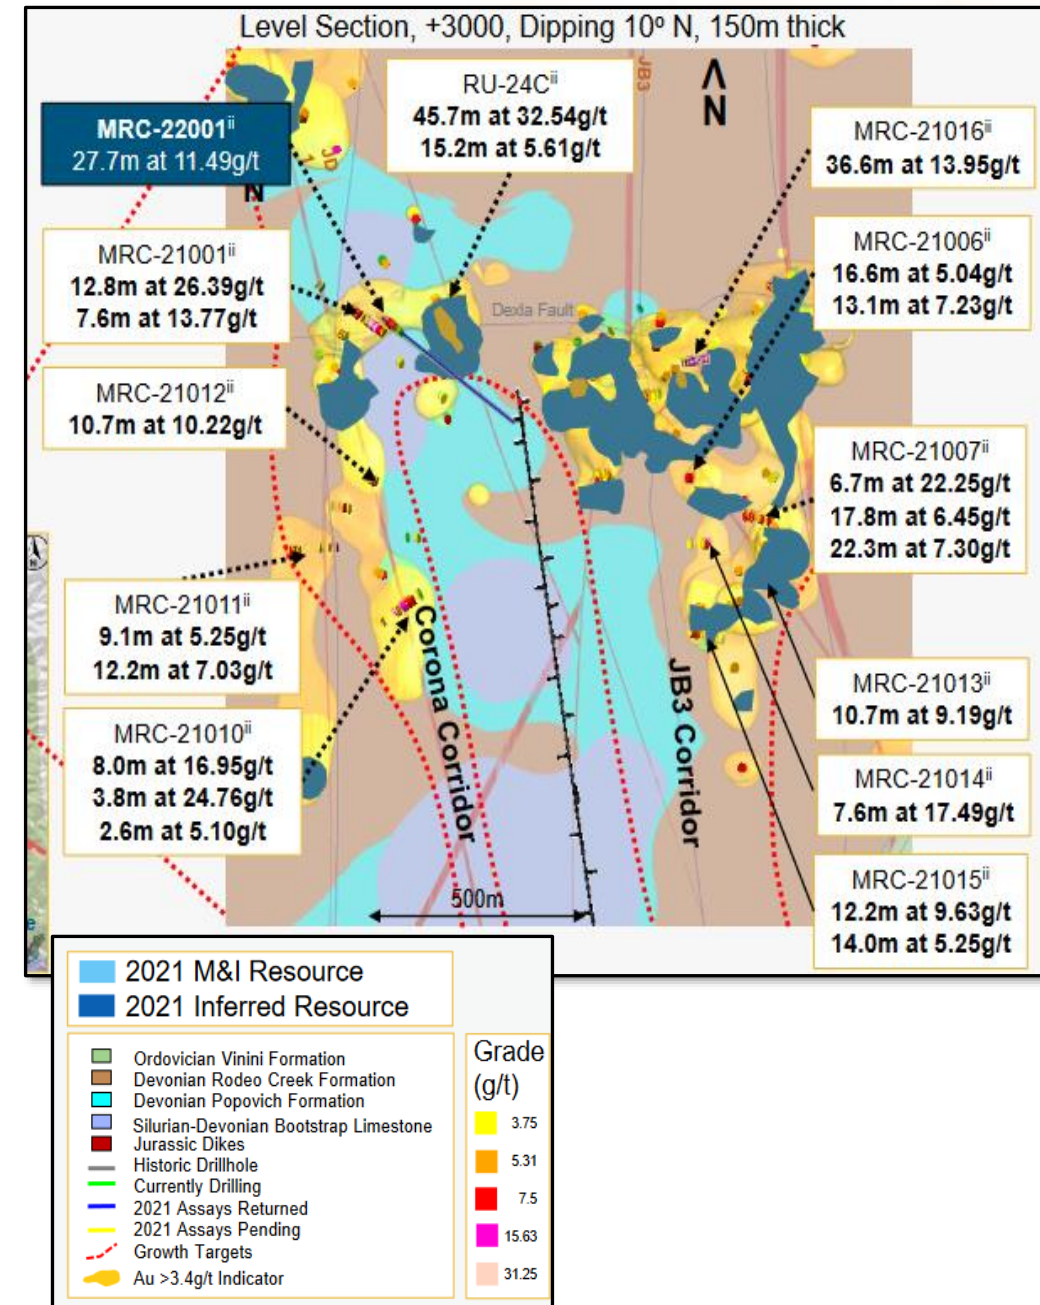 Level Section, +3000, Dipping 10º N, 150m thick
JB3
N
MRC-22001ii
27.7m at 11.49g/t
RU-24Cii
45.7m at 32.54g/t
15.2m at 5.61g/t
MRC-21016ii
36.6m at 13.95g/t
JD
N
MRC-21001ii
12.8m at 26.39g/t
7.6m at 13.77g/t
MRC-21006ii
16.6m at 5.04g/t
13.1m at 7.23g/t
Dexla Fault
MRC-21012ii
10.7m at 10.22g/t
MRC-21007ii
6.7m at 22.25g/t
17.8m at 6.45g/t
22.3m at 7.30g/t
MRC-21011ii
9.1m at 5.25g/t
12.2m at 7.03g/t
Corona Corridor
JB3 Corridor
MRC-21013ii
10.7m at 9.19g/t
MRC-21010ii
8.0m at 16.95g/t
3.8m at 24.76g/t
2.6m at 5.10g/t
MRC-21014ii
7.6m at 17.49g/t
MRC-21015ii
12.2m at 9.63g/t
14.0m at 5.25g/t
500m
e
2021 M&I Resource
2021 Inferred Resource
Ordovician Vinini Formation
Devonian Rodeo Creek Formation
Devonian Popovich Formation
Silurian-Devonian Bootstrap Limestone
Jurassic Dikes
Historic Drillhole
Currently Drilling
2021 Assays Returned
2021 Assays Pending
Growth Targets
Au >3.4g/t Indicator
Grade
(g/t)
3.75
5.31
7.5
15.63
31.25